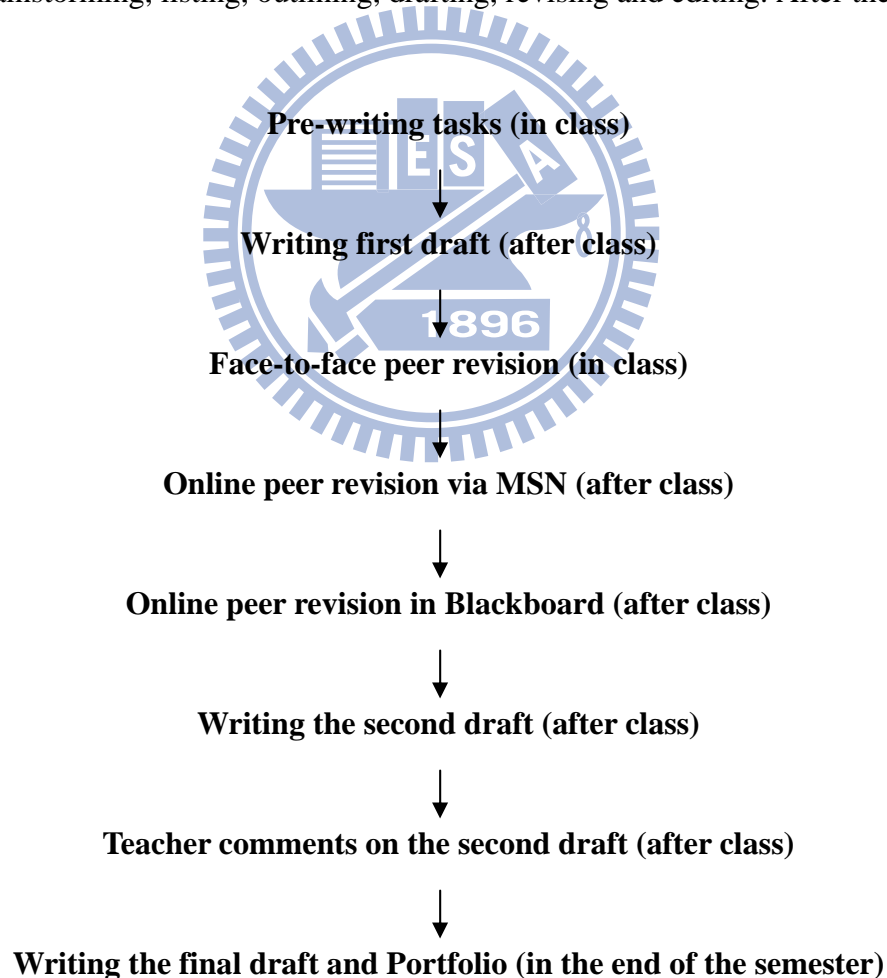 listing, outlining, drafting, revising and editing. After the
Pre-writing tasks (in class)
E S A
Writing first draft (after class)
1896
Face-to-face peer revision (in class)
Online peer revision via MSN (after class)
Online peer revision in Blackboard (after class)
Writing the second draft (after class)
Teacher comments on the second draft (after class)
Writing the final draft and Portfolio (in the end of the semester)